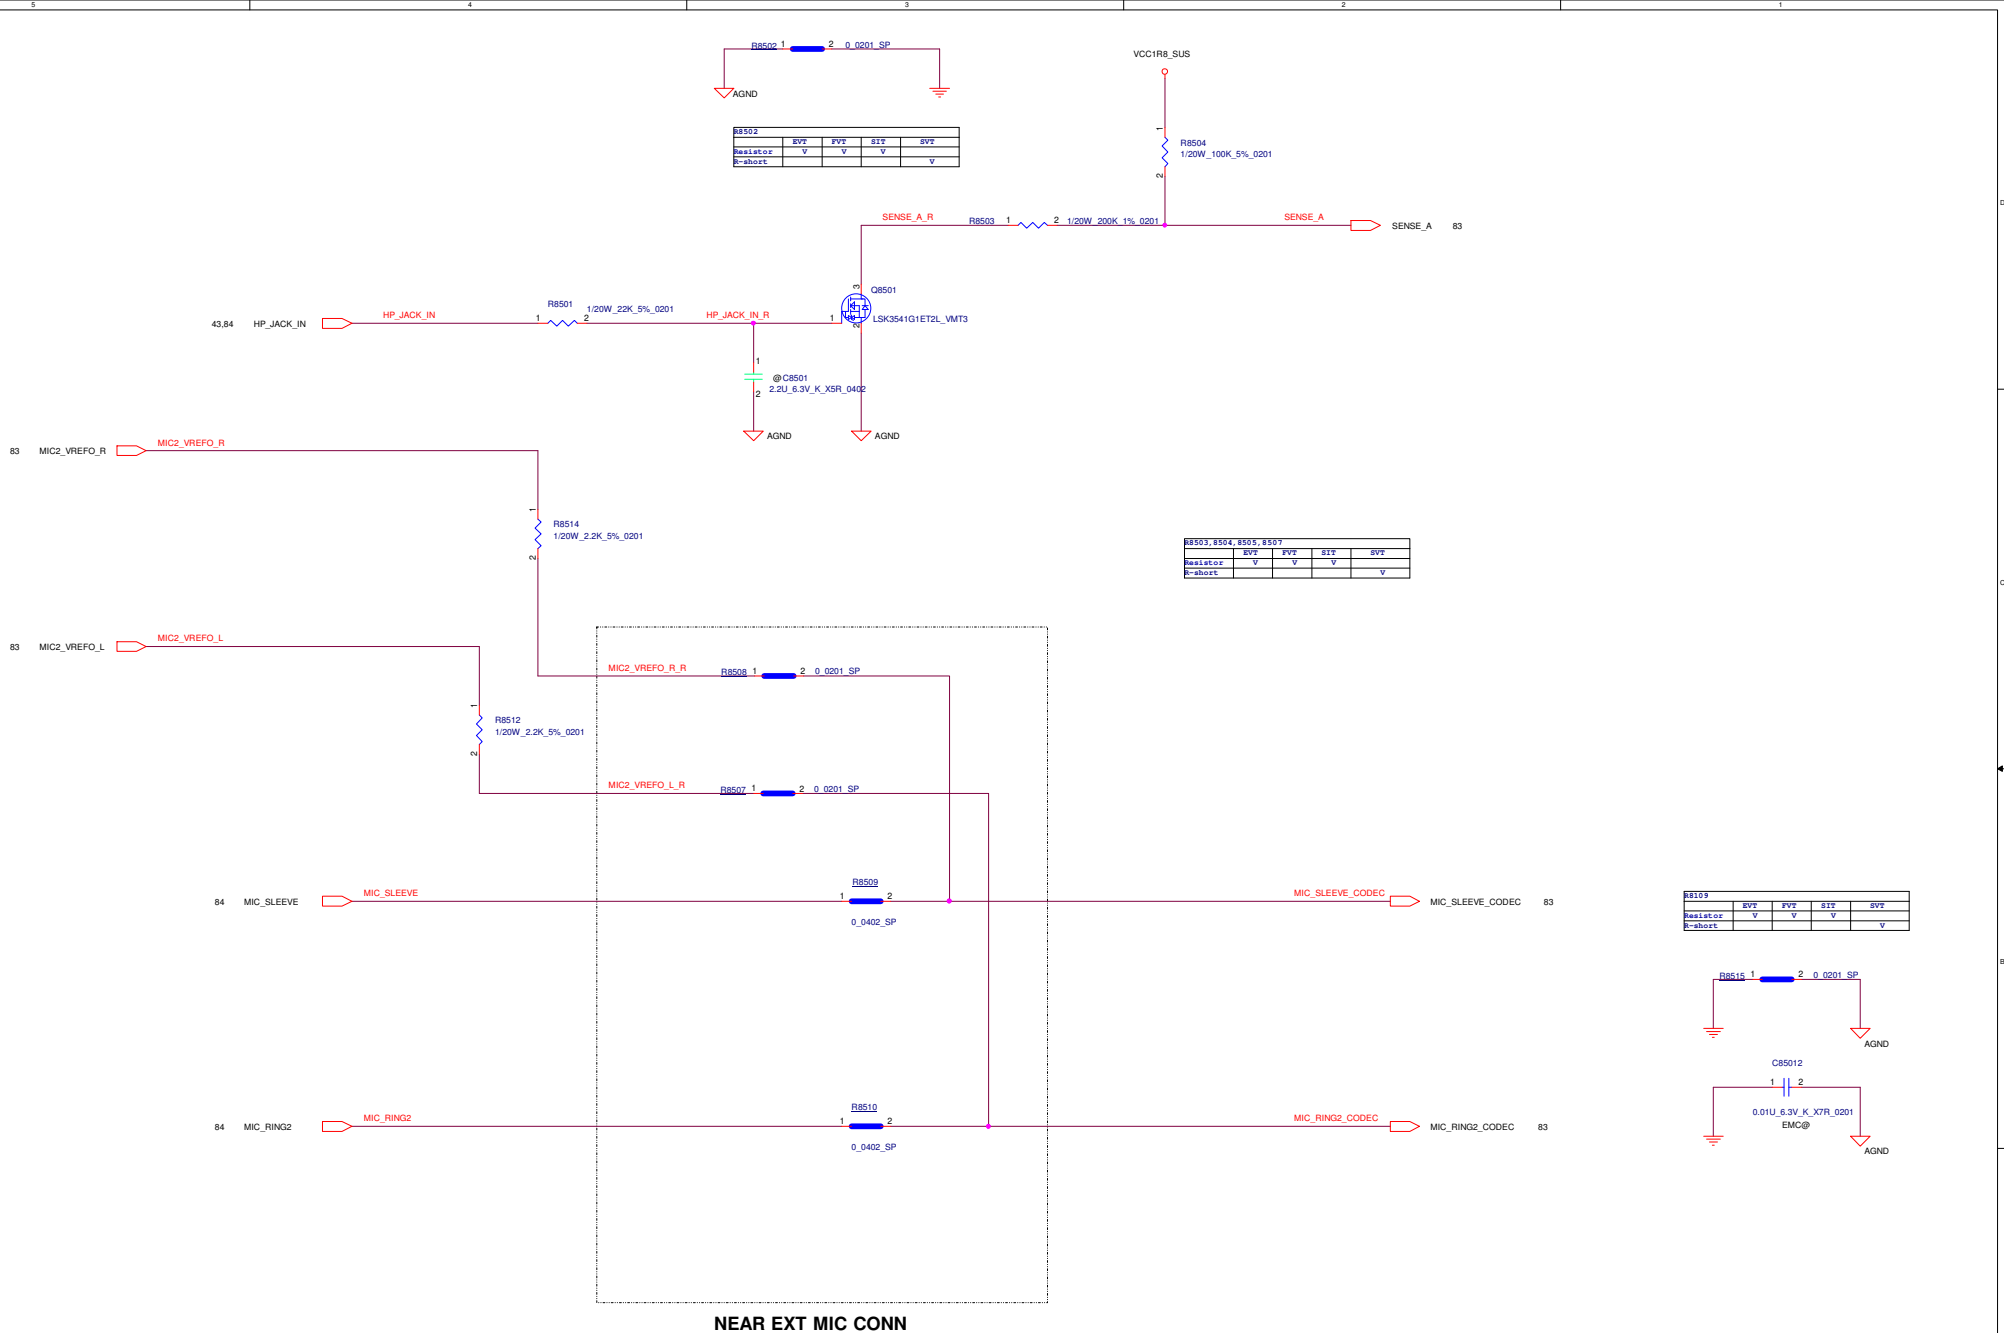 5 4 3 2 1
R8502 1 2 0_0201_SP
AGND
VCC1R8_SUS
R8502
EVT FVT SIT SVT
Resistor V V V
R-short V
1
R8504
1/20W_100K_5%_0201
2
D
SENSE_A_R R8503 1 2 1/20W_200K_1%_0201 SENSE_A
SENSE_A 83
3
Q8501
LSK3541G1ET2L_VMT3
43,84 HP_JACK_IN HP_JACK_IN R8501 1 2 1/20W_22K_5%_0201 HP_JACK_IN_R 1
2
1
@C8501
2.2U_6.3V_K_X5R_0402
2
AGND AGND
83 MIC2_VREFO_R MIC2_VREFO_R
1
R8514
1/20W_2.2K_5%_0201
2
R8503,8504,8505,8507
EVT FVT SIT SVT
Resistor V V V
R-short V
C
83 MIC2_VREFO_L MIC2_VREFO_L
MIC2_VREFO_R_R R8508 1 2 0_0201_SP
1
R8512
1/20W_2.2K_5%_0201
2
MIC2_VREFO_L_R R8507 1 2 0_0201_SP
84 MIC_SLEEVE MIC_SLEEVE R8509 1 2 MIC_SLEEVE_CODEC MIC_SLEEVE_CODEC 83
0_0402_SP
R8109
EVT FVT SIT SVT
Resistor V V V
R-short V
B
R8515 1 2 0_0201_SP
AGND
C85012
1 2
0.01U_6.3V_K_X7R_0201
EMC@
AGND
84 MIC_RING2 MIC_RING2 R8510 1 2 MIC_RING2_CODEC MIC_RING2_CODEC 83
0_0402_SP
NEAR EXT MIC CONN